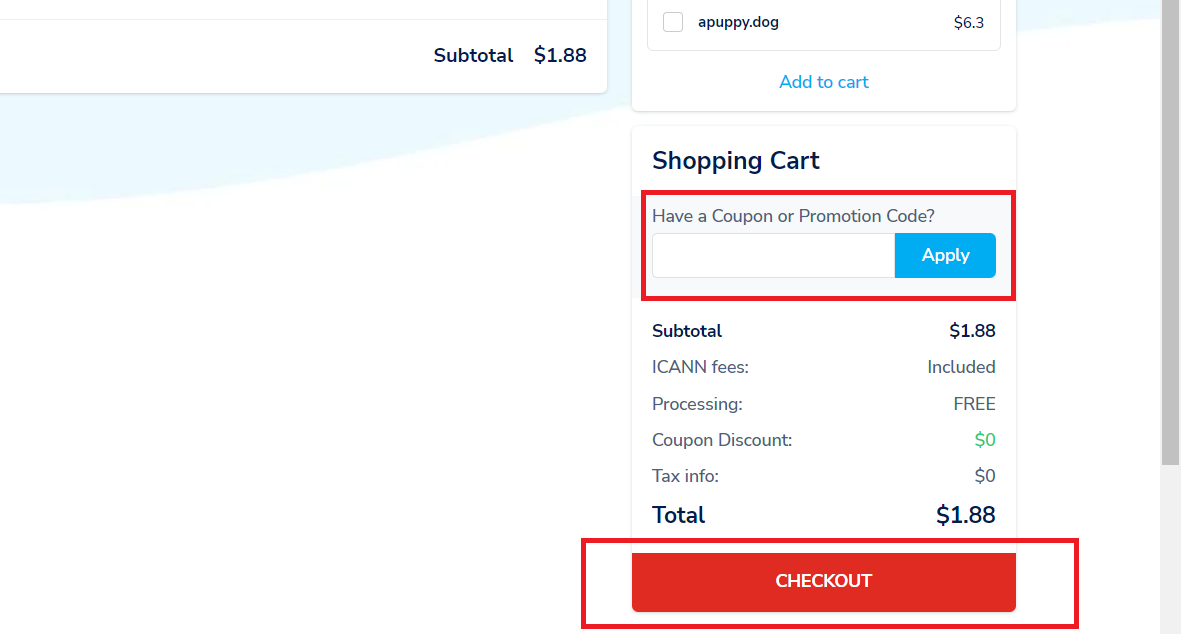 apuppy.dog $6.3
Subtotal $1.88
Add to cart
Shopping Cart
Have a Coupon or Promotion Code?
Apply
Subtotal $1.88
ICANN fees: Included
Processing: FREE
Coupon Discount: $0
Tax info: $0
Total $1.88
CHECKOUT